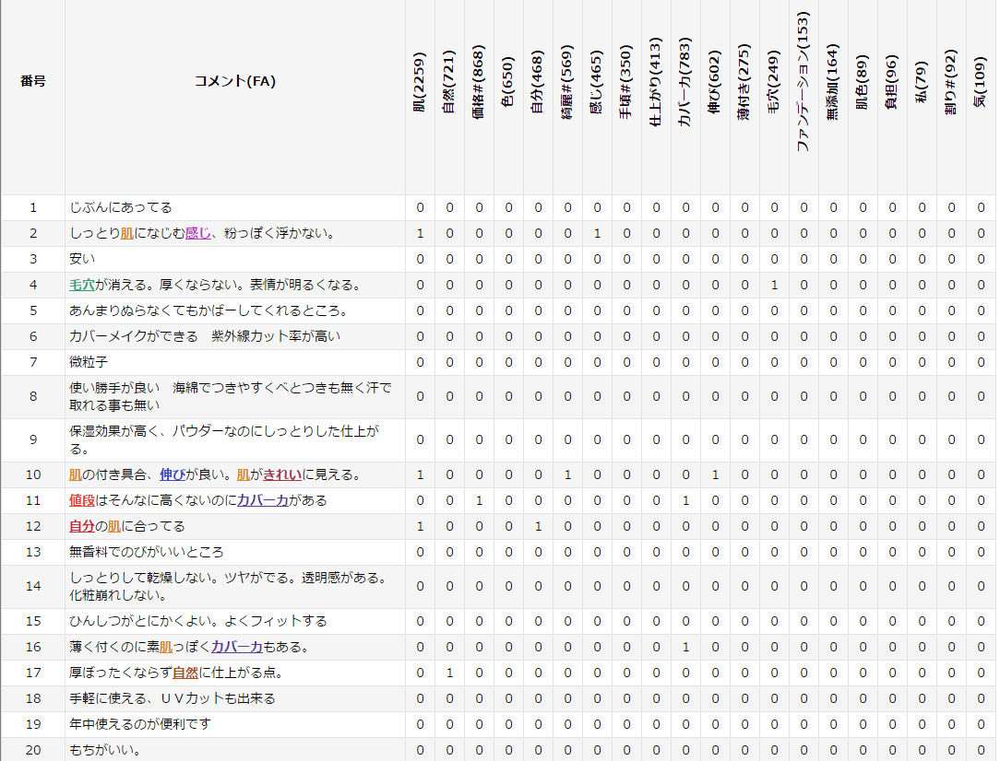 番号 コメント(FA) 肌(2259) 自然(721) 価格#(868) 色(650) 自分(468) 綺麗#(569) 感じ(465) 手頃#(350) 仕上がり(413) カバー力(783) 伸び(602) 薄付き(275) 毛穴(249) ファンデーション(153) 無添加(164) 肌色(89) 負担(96) 私(79) 割り#(92) 気(109)
1 じぶんにあってる 0 0 0 0 0 0 0 0 0 0 0 0 0 0 0 0 0 0 0 0
2 しっとり肌になじむ感じ、粉っぽく浮かない。 1 0 0 0 0 0 1 0 0 0 0 0 0 0 0 0 0 0 0 0
3 安い 0 0 0 0 0 0 0 0 0 0 0 0 0 0 0 0 0 0 0 0
4 毛穴が消える。厚くならない。表情が明るくなる。 0 0 0 0 0 0 0 0 0 0 0 0 1 0 0 0 0 0 0 0
5 あんまりぬらなくてもかばーしてくれるところ。 0 0 0 0 0 0 0 0 0 0 0 0 0 0 0 0 0 0 0 0
6 カバーメイクができる　紫外線カット率が高い 0 0 0 0 0 0 0 0 0 0 0 0 0 0 0 0 0 0 0 0
7 微粒子 0 0 0 0 0 0 0 0 0 0 0 0 0 0 0 0 0 0 0 0
8 使い勝手が良い　海綿でつきやすくべとつきも無く汗で
取れる事も無い 0 0 0 0 0 0 0 0 0 0 0 0 0 0 0 0 0 0 0 0
9 保湿効果が高く、パウダーなのにしっとりした仕上が
る。 0 0 0 0 0 0 0 0 0 0 0 0 0 0 0 0 0 0 0 0
10 肌の付き具合、伸びが良い。肌がきれいに見える。 1 0 0 0 0 1 0 0 0 0 1 0 0 0 0 0 0 0 0 0
11 値段はそんなに高くないのにカバー力がある 0 0 1 0 0 0 0 0 0 1 0 0 0 0 0 0 0 0 0 0
12 自分の肌に合ってる 1 0 0 0 1 0 0 0 0 0 0 0 0 0 0 0 0 0 0 0
13 無香料でのびがいいところ 0 0 0 0 0 0 0 0 0 0 0 0 0 0 0 0 0 0 0 0
14 しっとりして乾燥しない。ツヤがでる。透明感がある。
化粧崩れしない。 0 0 0 0 0 0 0 0 0 0 0 0 0 0 0 0 0 0 0 0
15 ひんしつがとにかくよい。よくフィットする 0 0 0 0 0 0 0 0 0 0 0 0 0 0 0 0 0 0 0 0
16 薄く付くのに素肌っぽくカバー力もある。 0 0 0 0 0 0 0 0 0 1 0 0 0 0 0 0 0 0 0 0
17 厚ぼったくならず自然に仕上がる点。 0 1 0 0 0 0 0 0 0 0 0 0 0 0 0 0 0 0 0 0
18 手軽に使える、ＵＶカットも出来る 0 0 0 0 0 0 0 0 0 0 0 0 0 0 0 0 0 0 0 0
19 年中使えるのが便利です 0 0 0 0 0 0 0 0 0 0 0 0 0 0 0 0 0 0 0 0
20 もちがいい。 0 0 0 0 0 0 0 0 0 0 0 0 0 0 0 0 0 0 0 0